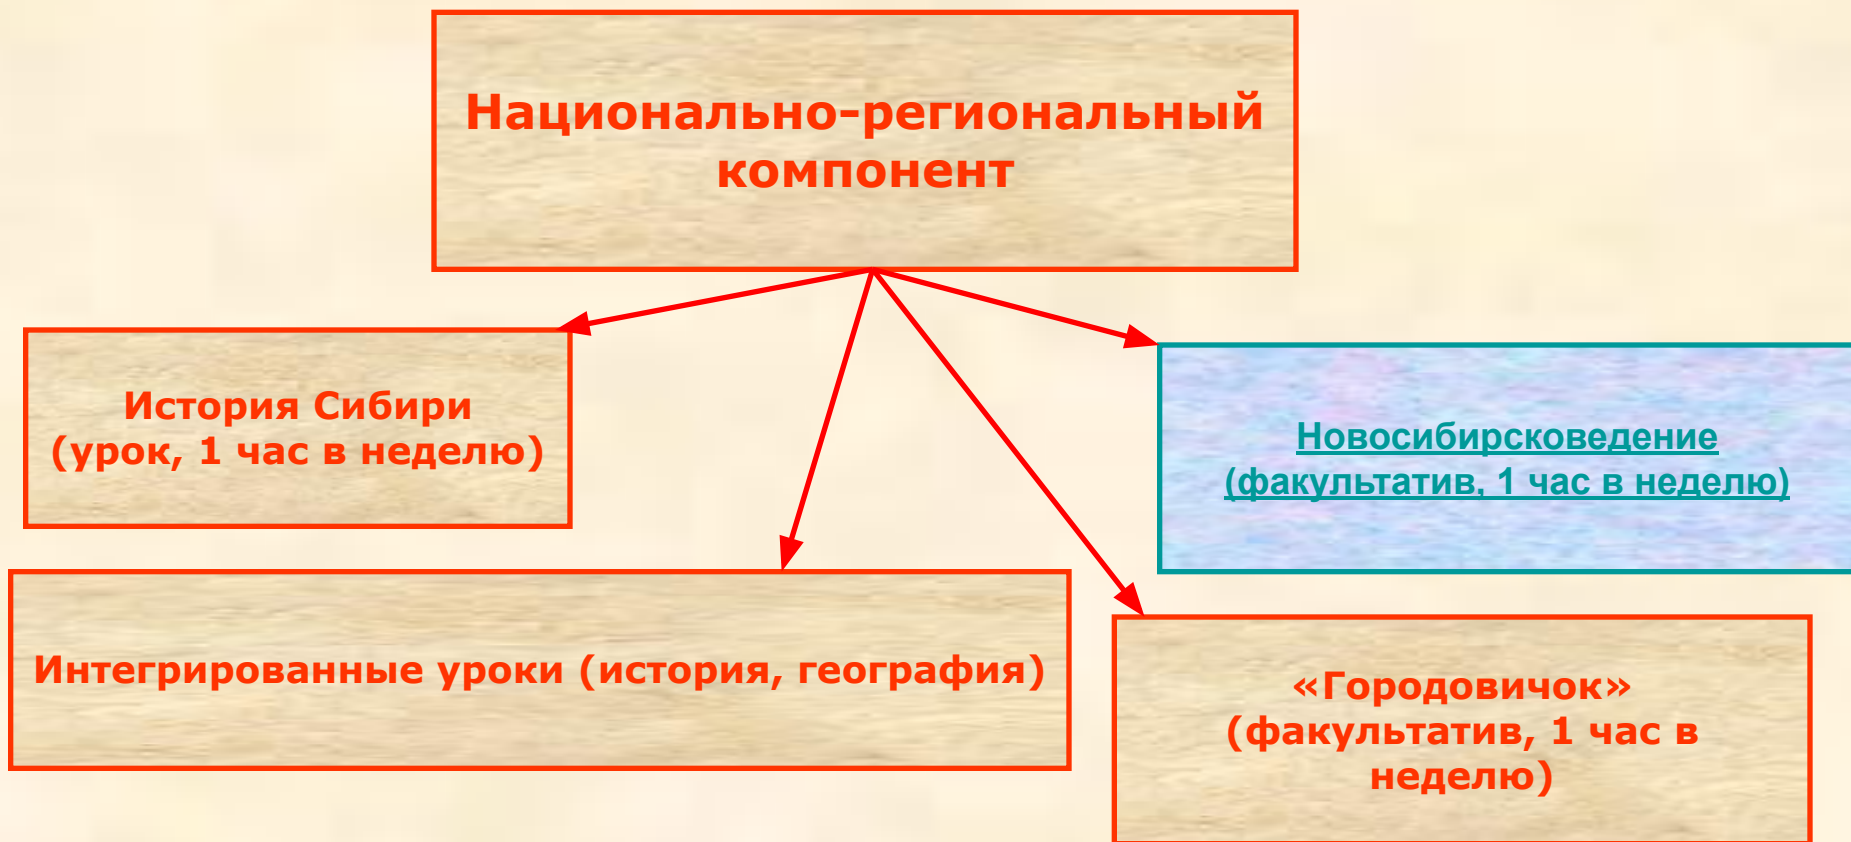 Национально-региональный
компонент
История Сибири
(урок, 1 час в неделю)
Новосибирсковедение
(факультатив, 1 час в неделю)
Интегрированные уроки (история, география)
«Городовичок»
(факультатив, 1 час в
неделю)